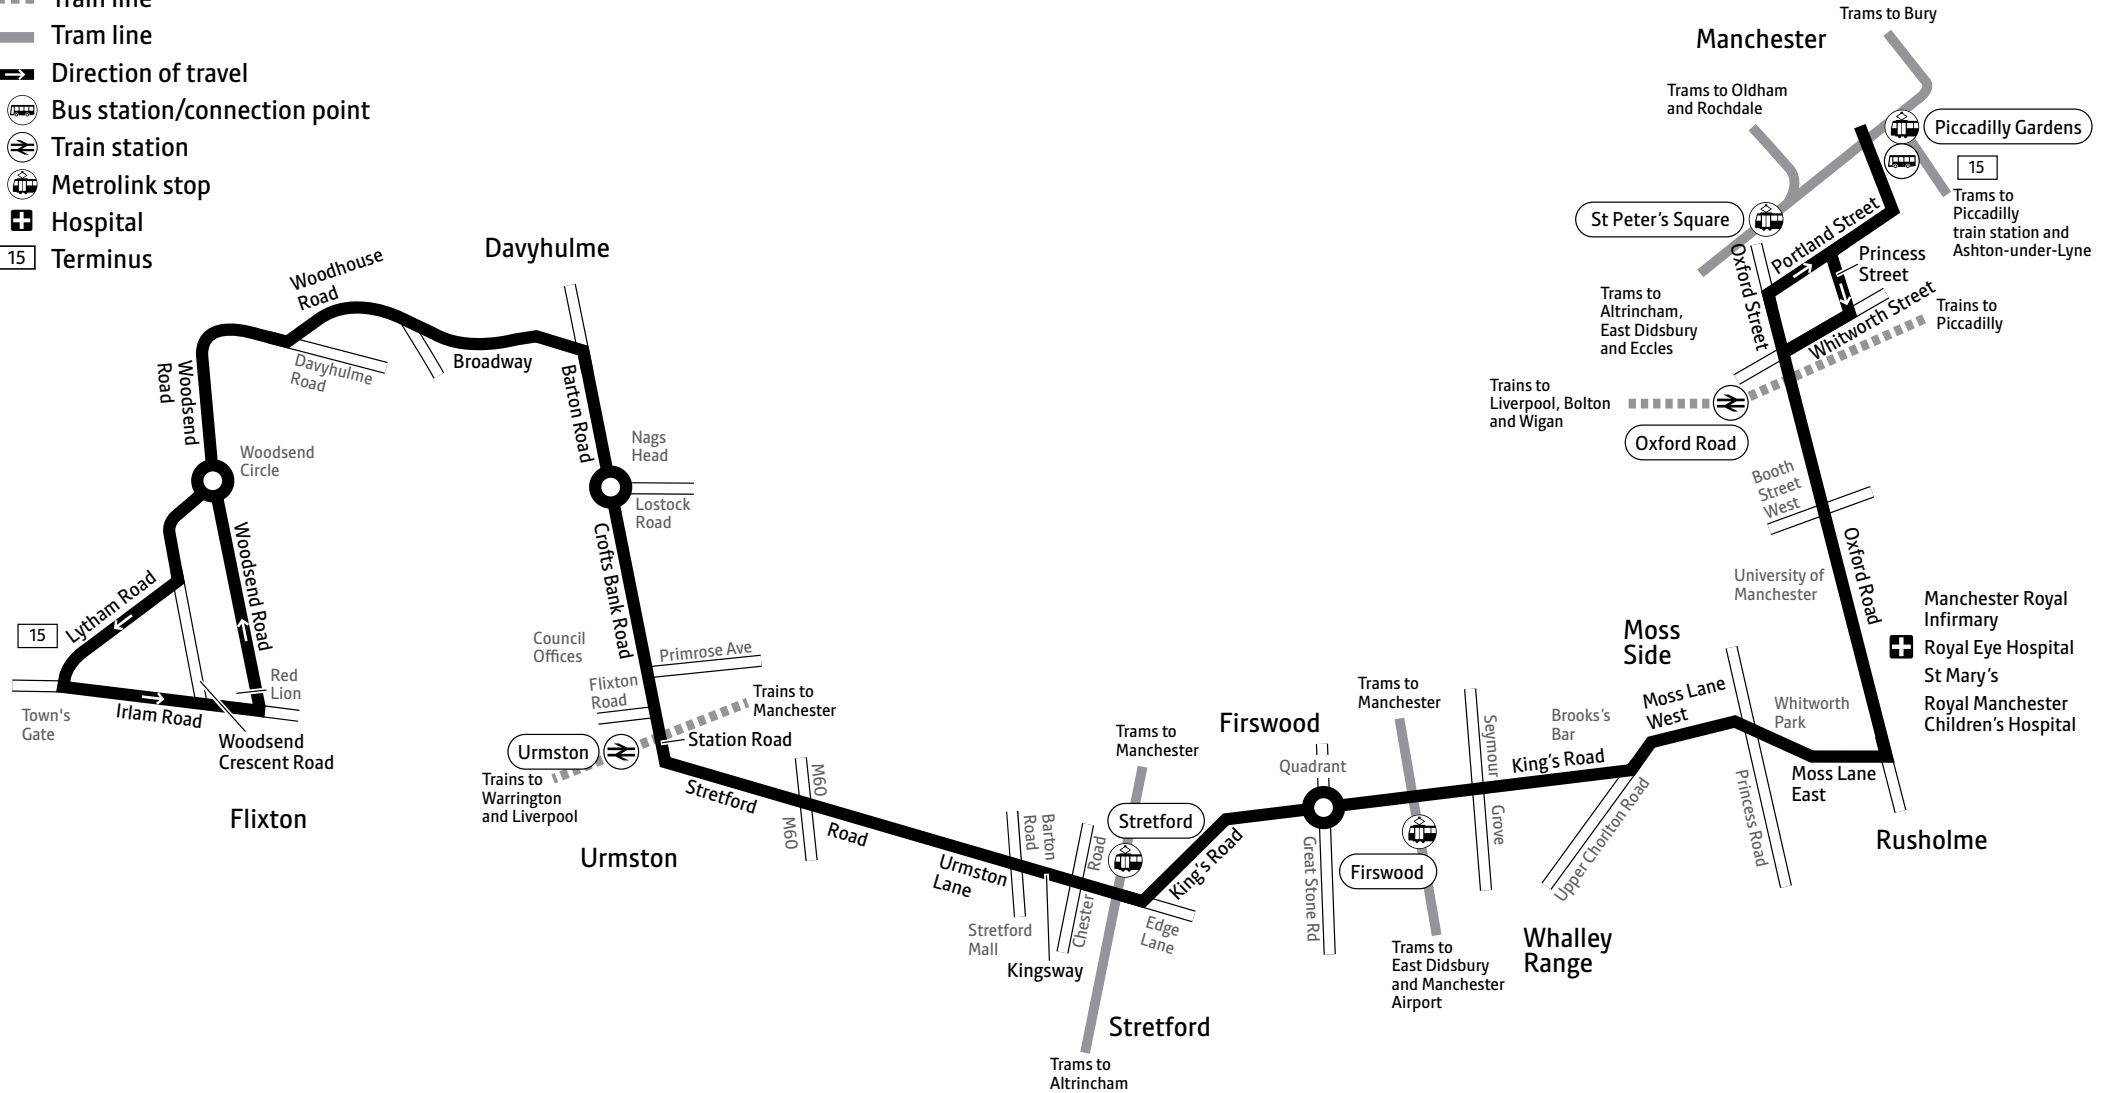 Train line
Tram line
Direction of travel
Bus station/connection point
Train station
Metrolink stop
Hospital
15
Terminus
Davyhulme
Woodhouse
Road
Davyhulme
Road
Broadway
Woodsend
Road
Woodsend
Circle
Woodsend Road
Lytham Road
15
Town's
Gate
Irlam Road
Red
Lion
Woodsend
Crescent Road
Flixton
Barton Road
Nags
Head
Lostock
Road
Crofts Bank Road
Council
Offices
Primrose Ave
Flixton
Road
Trains to
Manchester
Station Road
Urmston
Trains to
Warrington
and Liverpool
Urmston
Stretford
Road
M60
M60
Urmston
Lane
Barton
Road
Stretford
Mall
Kingsway
Chester Road
Trams to
Manchester
Stretford
King's Road
Edge
Lane
Stretford
Trams to
Altrincham
Firswood
Quadrant
Great Stone Rd
Trams to
Manchester
Firswood
Trams to
East Didsbury
and Manchester
Airport
Seymour
Grove
Brooks's
Bar
King's Road
Upper Chorlton Road
Whalley
Range
Moss
Side
Moss Lane
West
Princess Road
Whitworth
Park
Moss Lane
East
Rusholme
Manchester Royal
Infirmary
Royal Eye Hospital
St Mary's
Royal Manchester
Children's Hospital
Oxford Road
University of
Manchester
Booth
Street
West
Oxford Road
Trains to
Liverpool, Bolton
and Wigan
Trains to
Piccadilly
Whitworth Street
Princess
Street
Portland Street
Oxford Street
Trams to
Altrincham,
East Didsbury
and Eccles
St Peter's Square
Trams to Oldham
and Rochdale
Manchester
Trams to Bury
Piccadilly Gardens
15
Trams to
Piccadilly
train station and
Ashton-under-Lyne